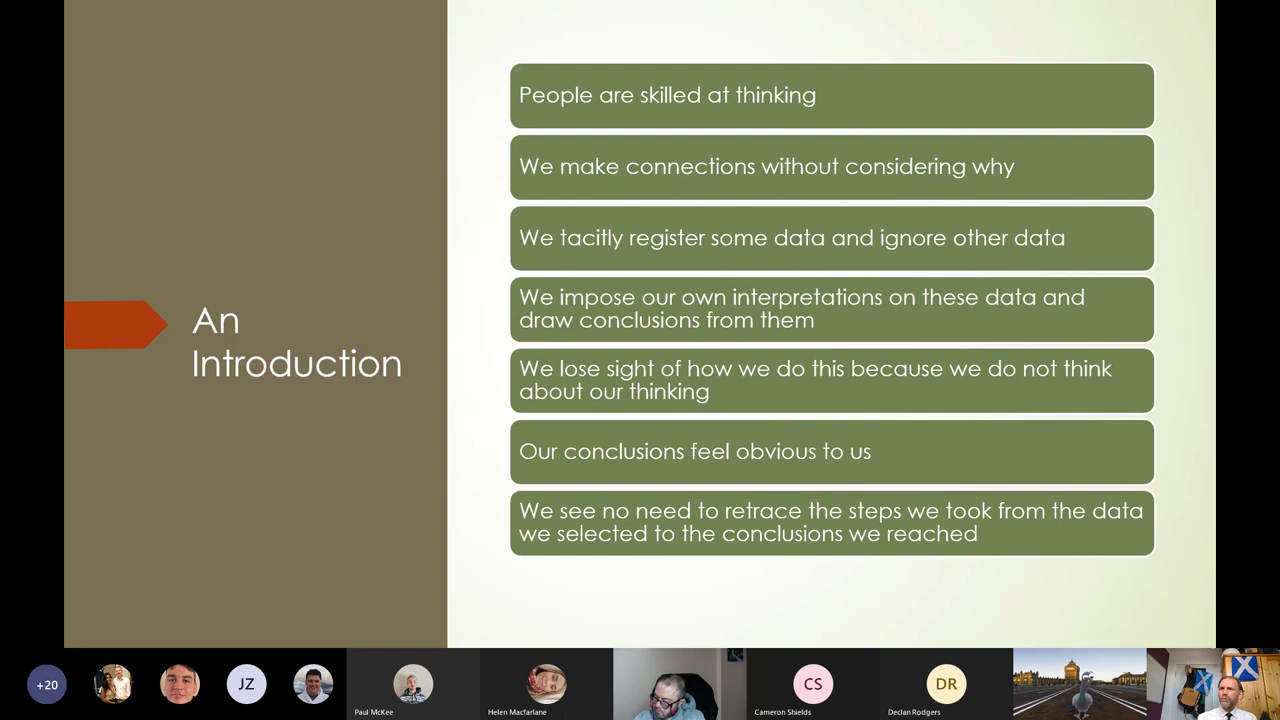 An
Introduction
People are skilled at thinking
We make connections without considering why
We tacitly register some data and ignore other data
We impose our own interpretations on these data and
draw conclusions from them
We lose sight of how we do this because we do not think
about our thinking
Our conclusions feel obvious to us
We see no need to retrace the steps we took from the data
we selected to the conclusions we reached
+20
JZ
Paul McKee
Helen Macfarlane
CS
Cameron Shields
DR
Declan Rodgers